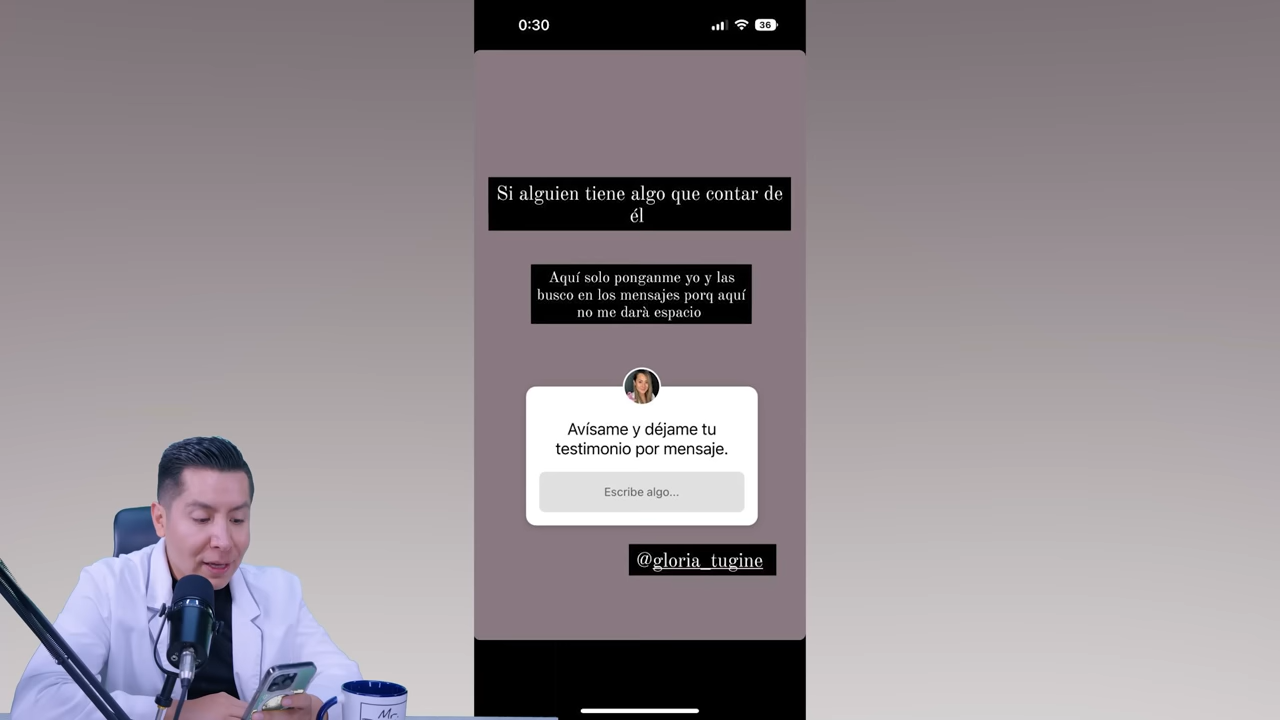 0:30
36
Si alguien tiene algo que contar de
él
Aquí solo ponganme yo y las
busco en los mensajes porq aquí
no me darà espacio
Avísame y déjame tu
testimonio por mensaje.
Escribe algo...
@gloria_tugine
Mr.